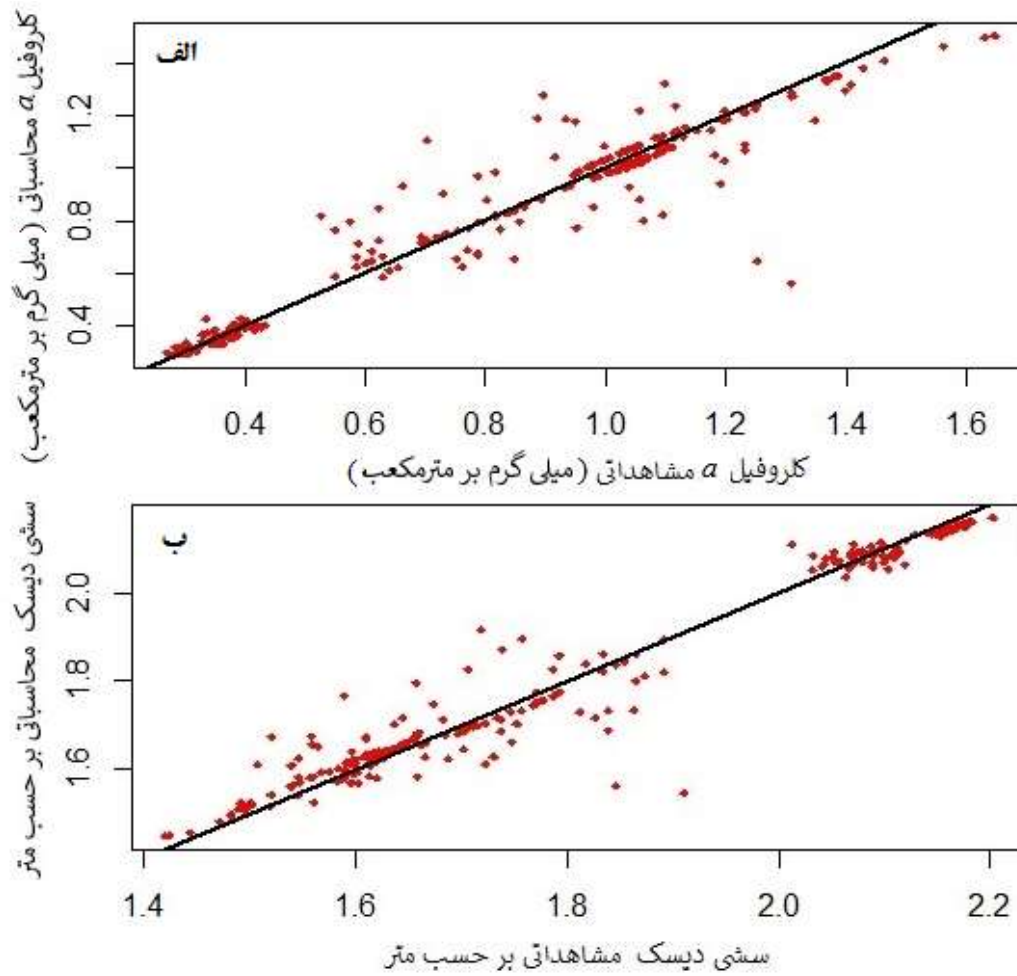 الف
کلروفیل a محاسباتی (میلی گرم بر مترمکعب)
1.2
0.8
0.4
0.4 0.6 0.8 1.0 1.2 1.4 1.6
کلروفیل a مشاهداتی (میلی گرم بر مترمکعب)
ب
سشی دیسک محاسباتی بر حسب متر
2.0
1.8
1.6
1.4 1.6 1.8 2.0 2.2
سشی دیسک مشاهداتی بر حسب متر